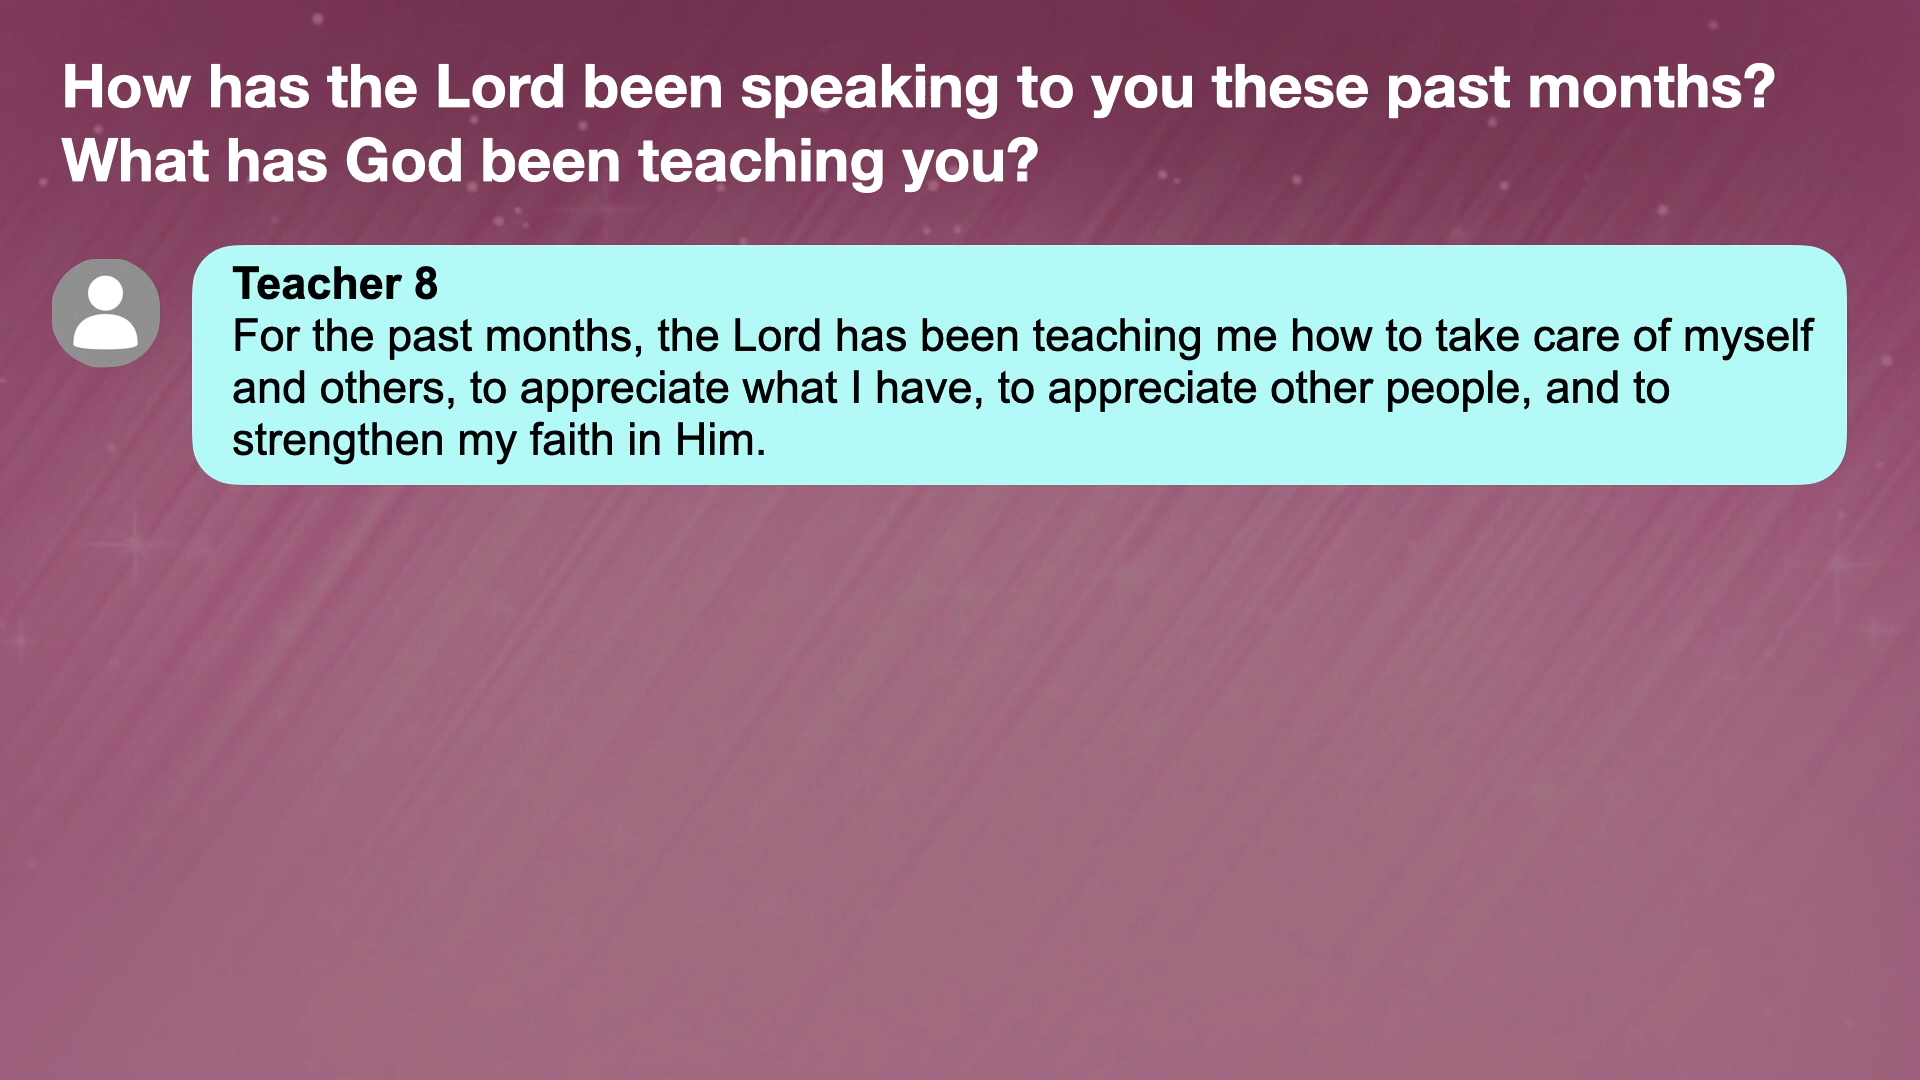 How has the Lord been speaking to you these past months?
What has God been teaching you?
Teacher 8
For the past months, the Lord has been teaching me how to take care of myself
and others, to appreciate what I have, to appreciate other people, and to
strengthen my faith in Him.